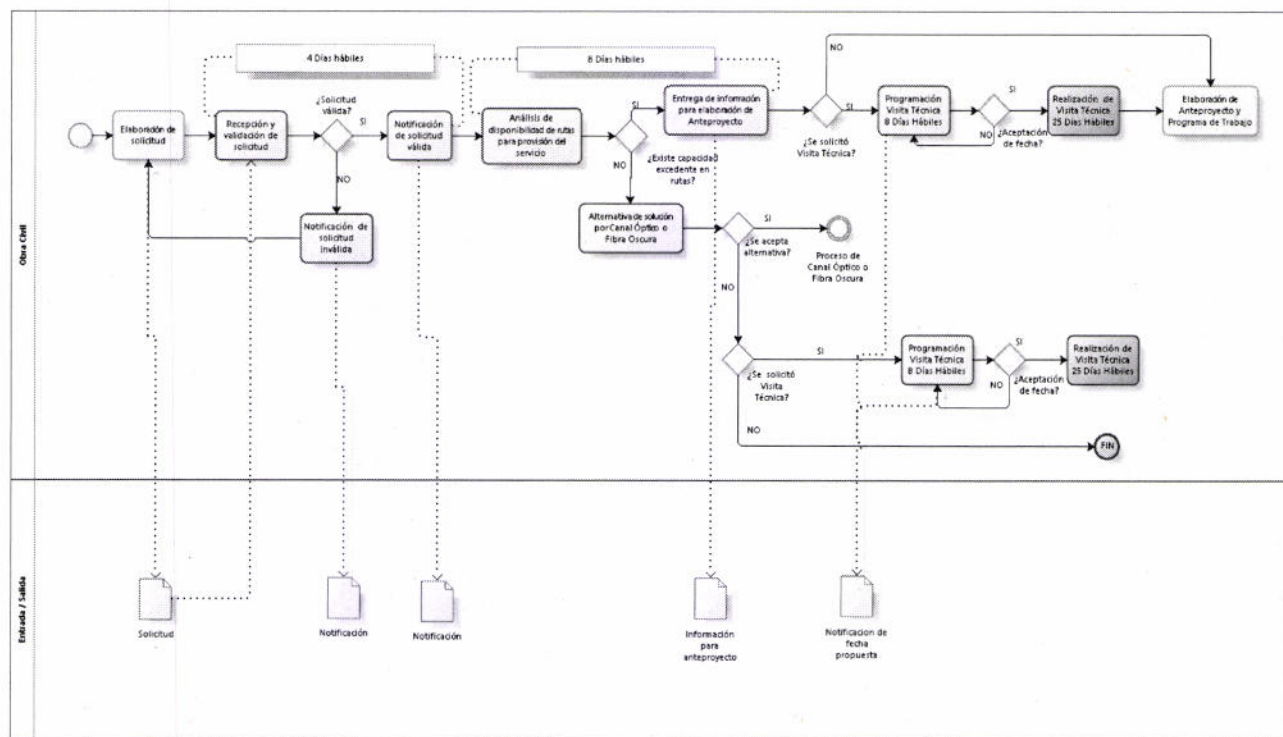 Obra Civil
4 Días hábiles
8 Días hábiles
Elaboración de
solicitud
Recepción y
validación de
solicitud
¿Solicitud
válida?
SI
NO
Notificación
de solicitud
válida
Notificación de
solicitud
Inválida
Análisis de
disponibilidad de rutas
para provisión del
servicio
SI
NO
¿Existe capacidad
excedente en
rutas?
Entrega de información
para elaboración de
Anteproyecto
NO
SI
¿Se solicitó
Visita Técnica?
Programación
Visita Técnica
8 Días Hábiles
SI
NO
¿Aceptación
de fecha?
Realización de
Visita Técnica
25 Días Hábiles
Elaboración de
Anteproyecto y
Programa de Trabajo
Alternativa de solución
por Canal Óptico o
Fibra Oscura
SI
¿Se acepta
alternativa?
NO
Proceso de
Canal Óptico o
Fibra Oscura
SI
¿Se solicitó
Visita
Técnica?
NO
Programación
Visita Técnica
8 Días Hábiles
SI
NO
¿Aceptación
de fecha?
Realización de
Visita Técnica
25 Días Hábiles
FIN
Entrada / Salida
Solicitud
Notificación
Notificación
Información
para
anteproyecto
Notificacion de
fecha
propuesta